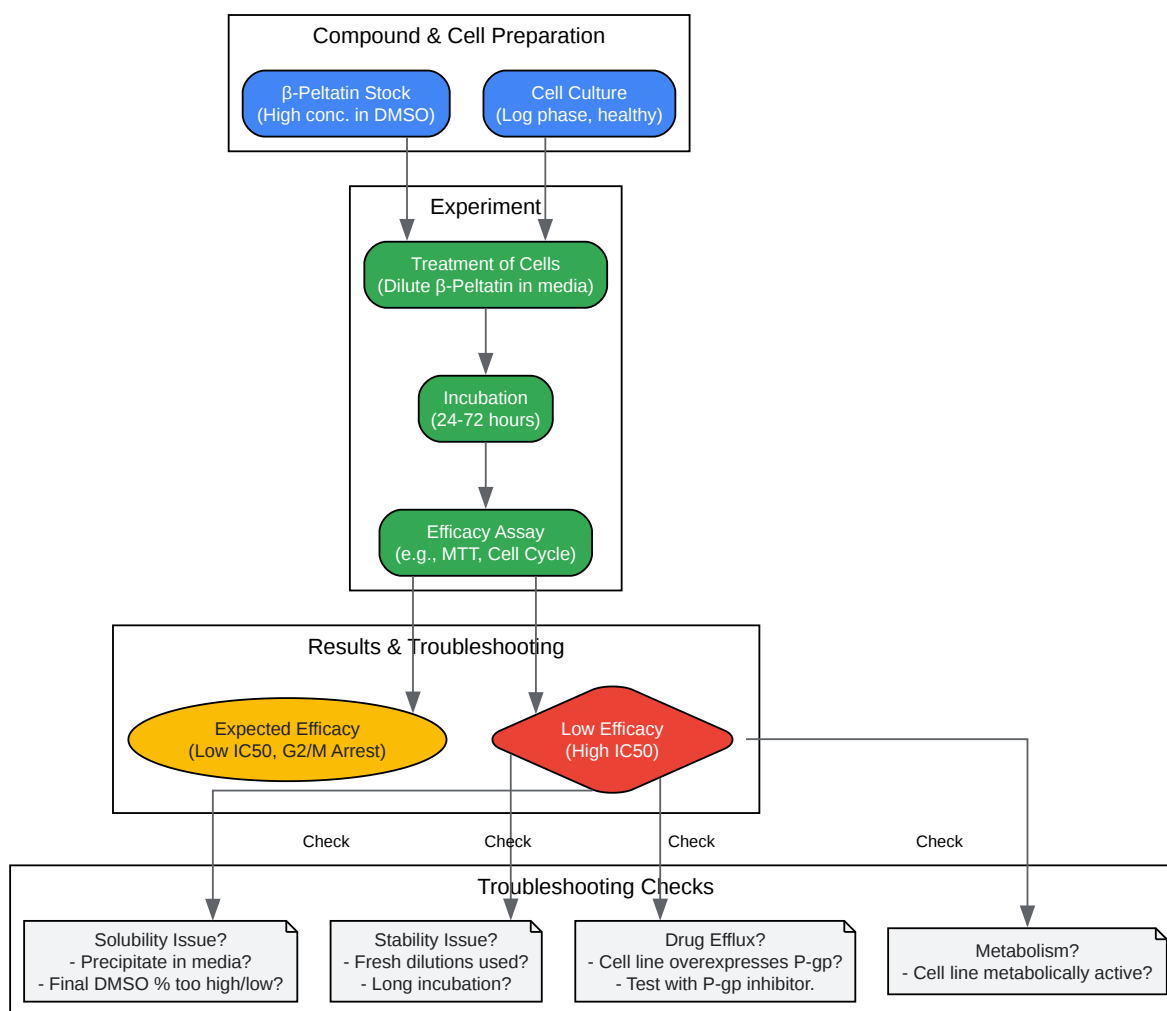 Compound & Cell Preparation
β-Peltatin Stock
(High conc. in DMSO)
Cell Culture
(Log phase, healthy)
Experiment
Treatment of Cells
(Dilute β-Peltatin in media)
Incubation
(24-72 hours)
Efficacy Assay
(e.g., MTT, Cell Cycle)
Results & Troubleshooting
Expected Efficacy
(Low IC50, G2/M Arrest)
Low Efficacy
(High IC50)
Check
Check
Check
Check
Troubleshooting Checks
Solubility Issue?
- Precipitate in media?
- Final DMSO % too high/low?
Stability Issue?
- Fresh dilutions used?
- Long incubation?
Drug Efflux?
- Cell line overexpresses P-gp?
- Test with P-gp inhibitor.
Metabolism?
- Cell line metabolically active?